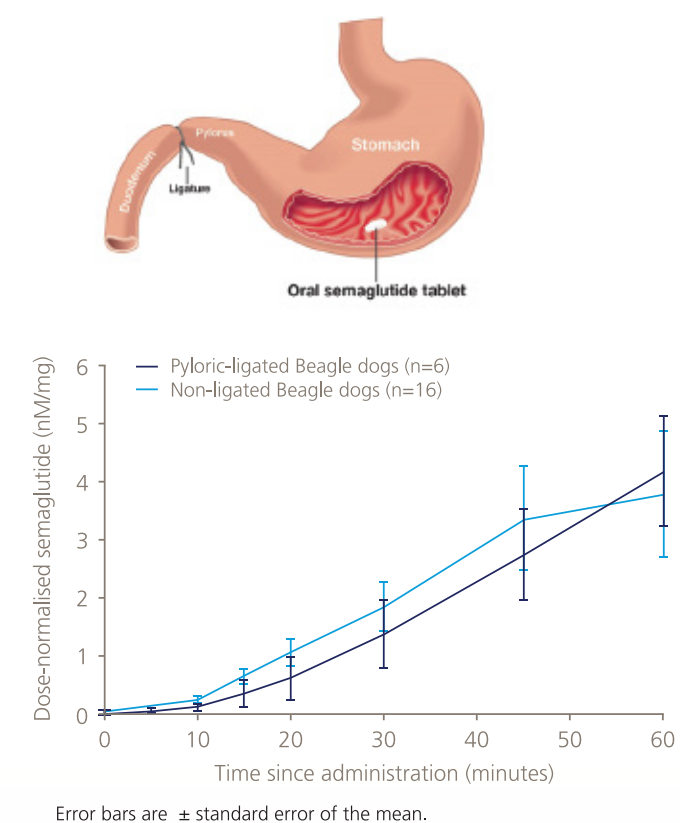 Pylorus
Stomach
Duodenum
Ligature
Oral semaglutide tablet
Dose-normalised semaglutide (nM/mg)
6
5
4
3
2
1
0
Pyloric-ligated Beagle dogs (n=6)
Non-ligated Beagle dogs (n=16)
0 10 20 30 40 50 60
Time since administration (minutes)
Error bars are ± standard error of the mean.